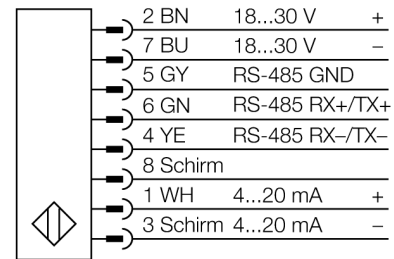 2 BN 18...30 V +
7 BU 18...30 V –
5 GY RS-485 GND
6 GN RS-485 RX+/TX+
4 YE RS-485 RX–/TX–
8 Schirm
1 WH 4...20 mA +
3 Schirm 4...20 mA –